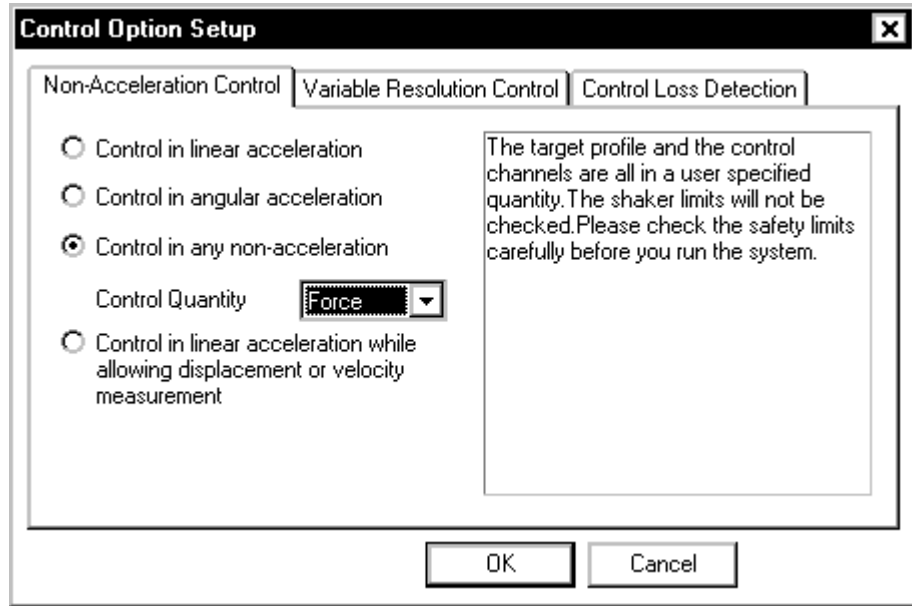 Control Option Setup
Non-Acceleration Control
Variable Resolution Control
Control Loss Detection
Control in linear acceleration
Control in angular acceleration
Control in any non-acceleration
Control Quantity
Force
Control in linear acceleration while
allowing displacement or velocity
measurement
The target profile and the control
channels are all in a user specified
quantity.The shaker limits will not be
checked.Please check the safety limits
carefully before you run the system.
OK
Cancel